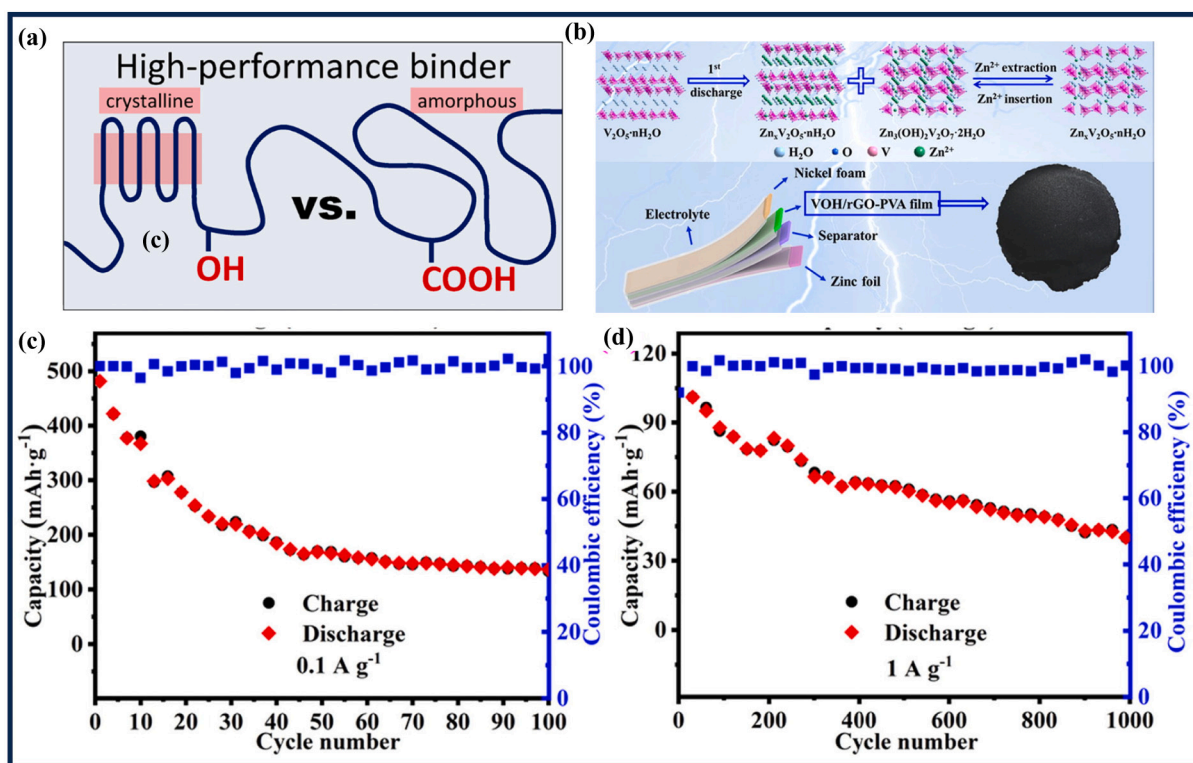 (a)
High-performance binder
crystalline
amorphous
vs.
(c)
OH
COOH
(b)
1st
discharge
Zn²⁺ extraction
Zn²⁺ insertion
V₂O₅·nH₂O
ZnₓV₂O₅·nH₂O
Zn₃(OH)₂V₂O₇·2H₂O
ZnₓV₂O₅·nH₂O
H₂O O V Zn²⁺
Nickel foam
Electrolyte
VOH/rGO-PVA film
Separator
Zinc foil
(c)
Capacity (mAh·g⁻¹)
500
400
300
200
100
0
Charge
Discharge
0.1 A g⁻¹
0 10 20 30 40 50 60 70 80 90 100
Cycle number
100
80
60
40
20
0
Coulombic efficiency (%)
(d)
Capacity (mAh·g⁻¹)
120
90
60
30
0
Charge
Discharge
1 A g⁻¹
0 200 400 600 800 1000
Cycle number
100
80
60
40
20
0
Coulombic efficiency (%)